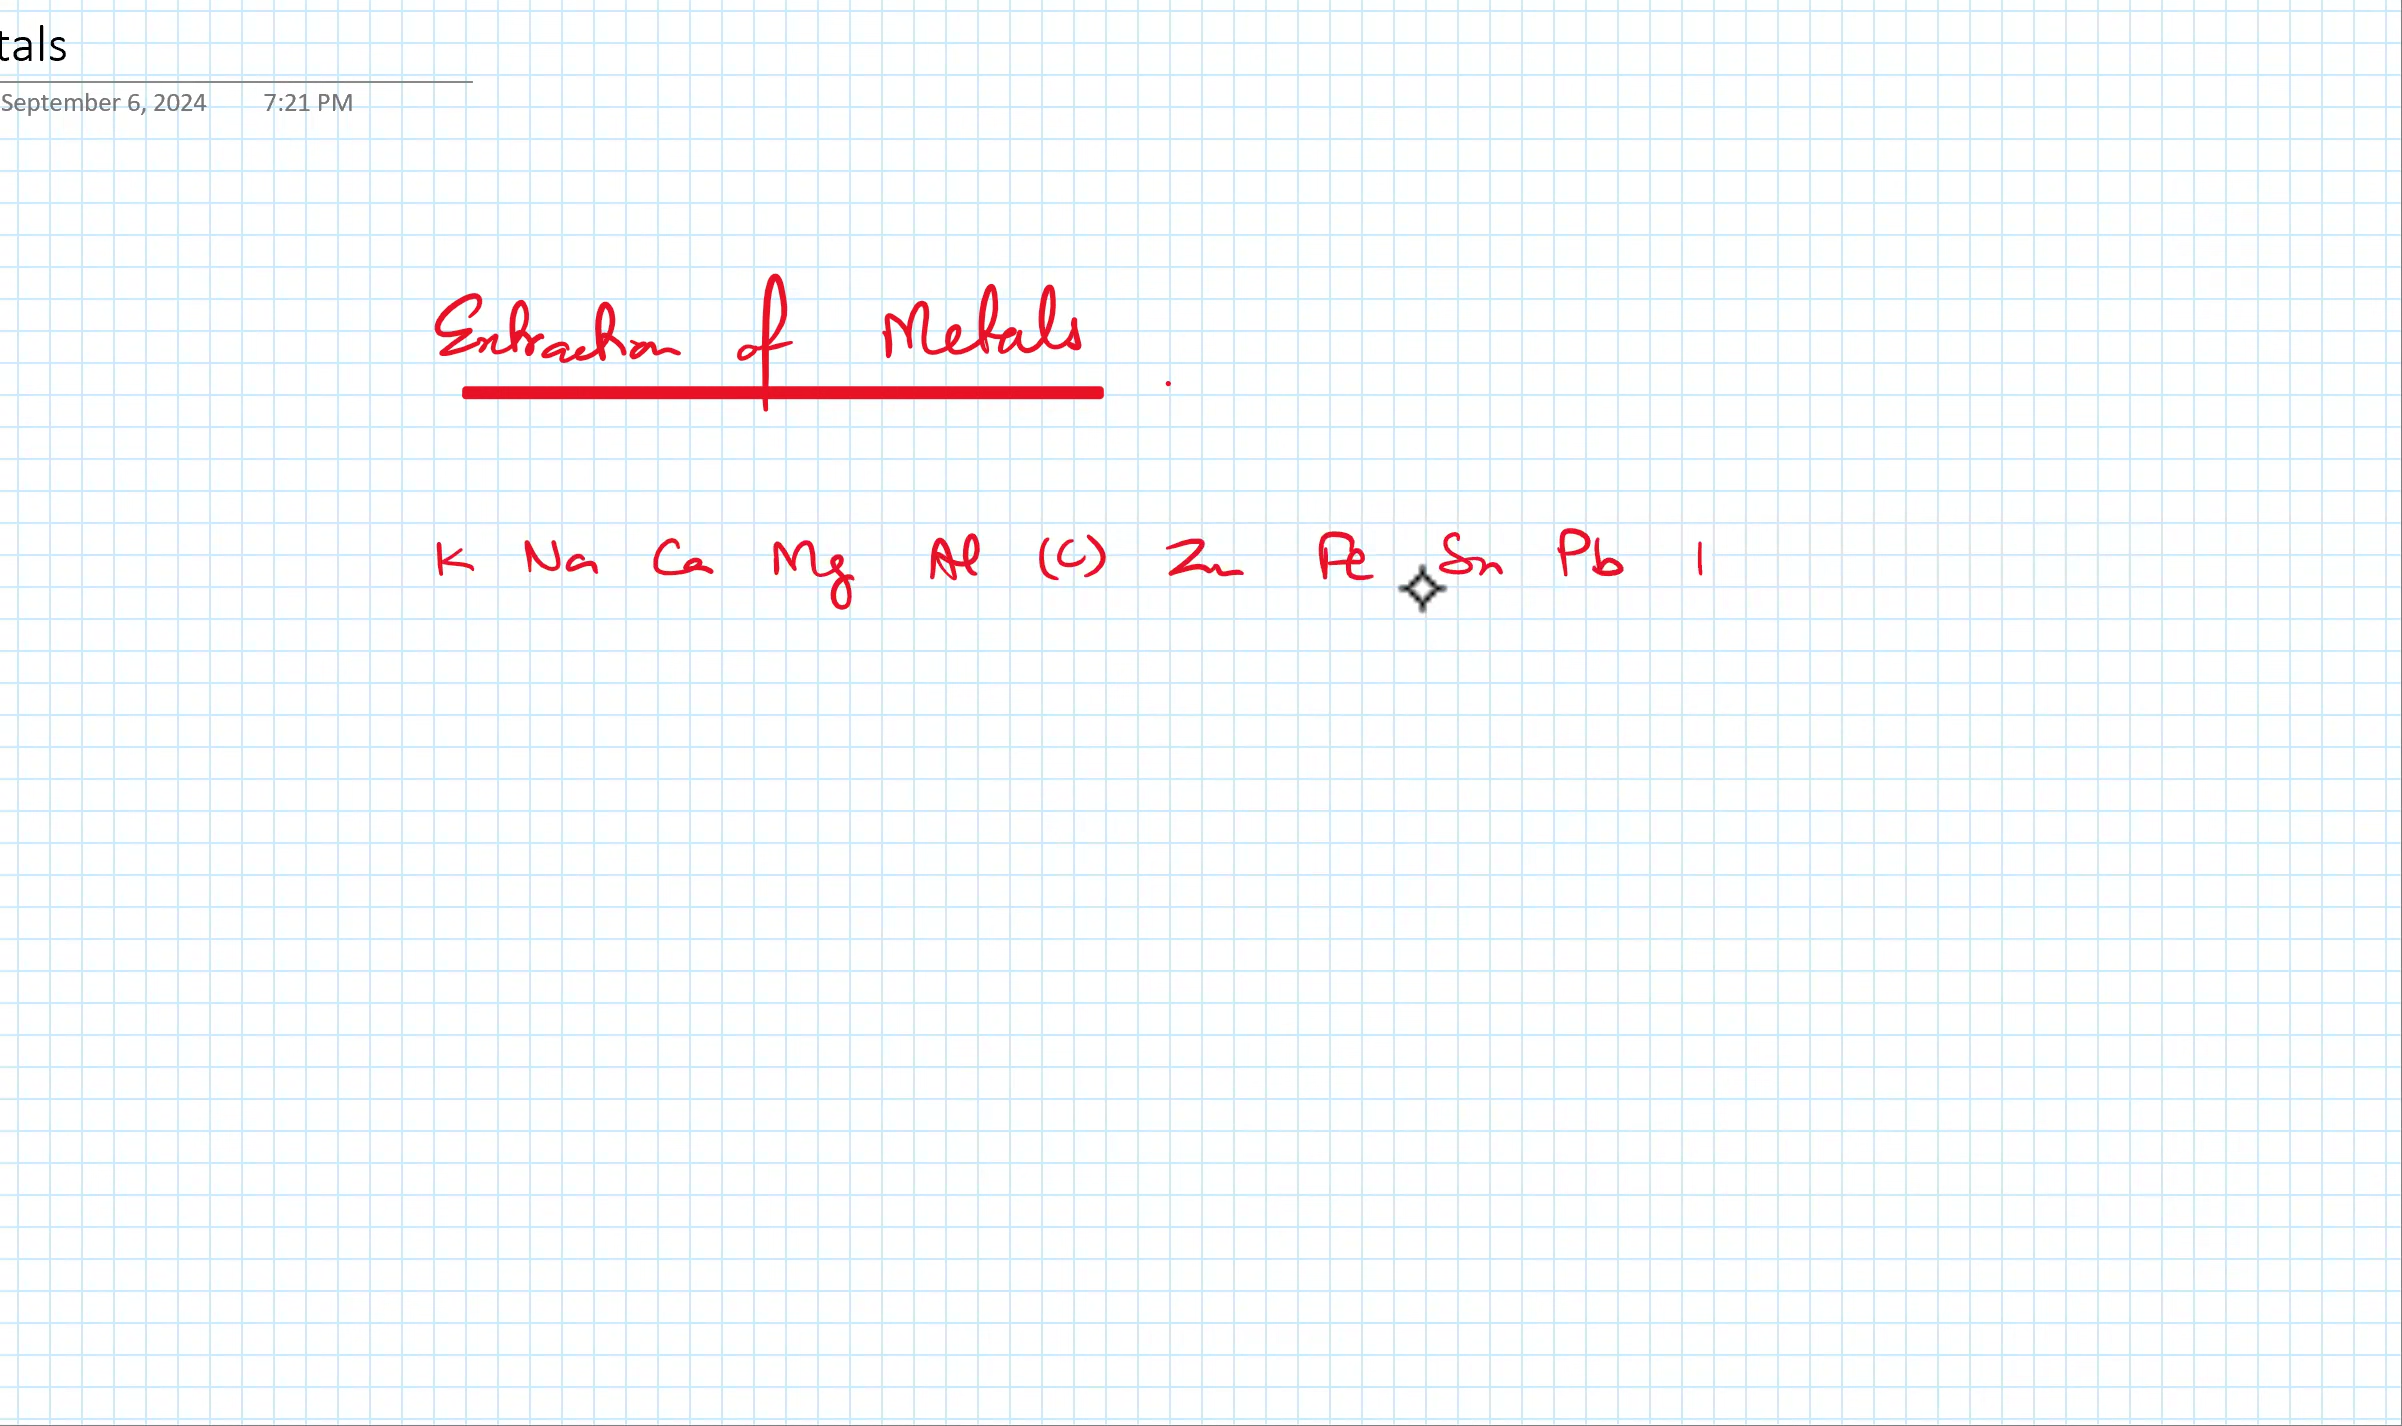 tals
September 6, 2024 7:21 PM
Extraction of Metals
K Na Ca Mg Al (C) Zn Fe Sn Pb